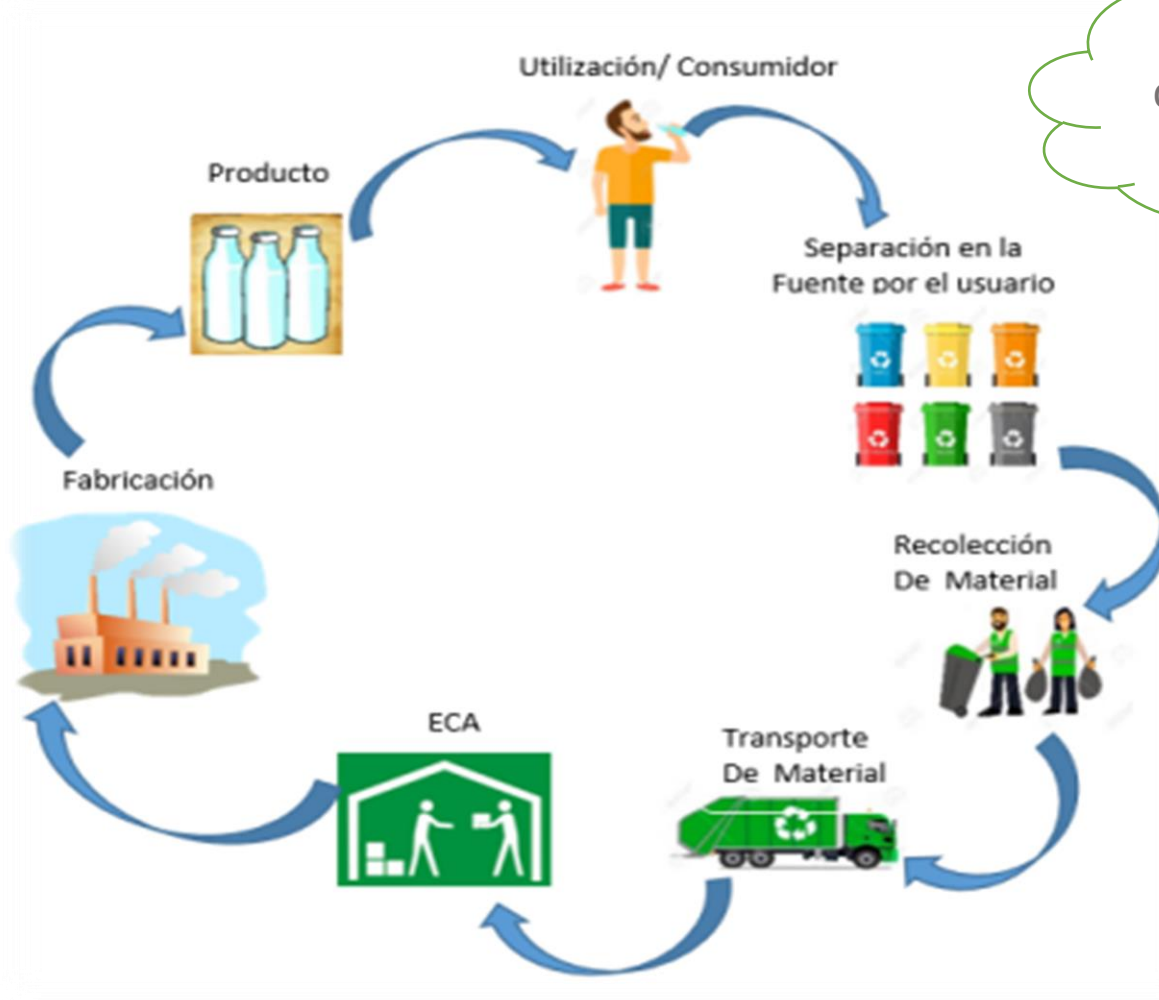 Utilización/ Consumidor
Producto
Separación en la
Fuente por el usuario
Fabricación
Recolección
De Material
ECA
Transporte
De Material